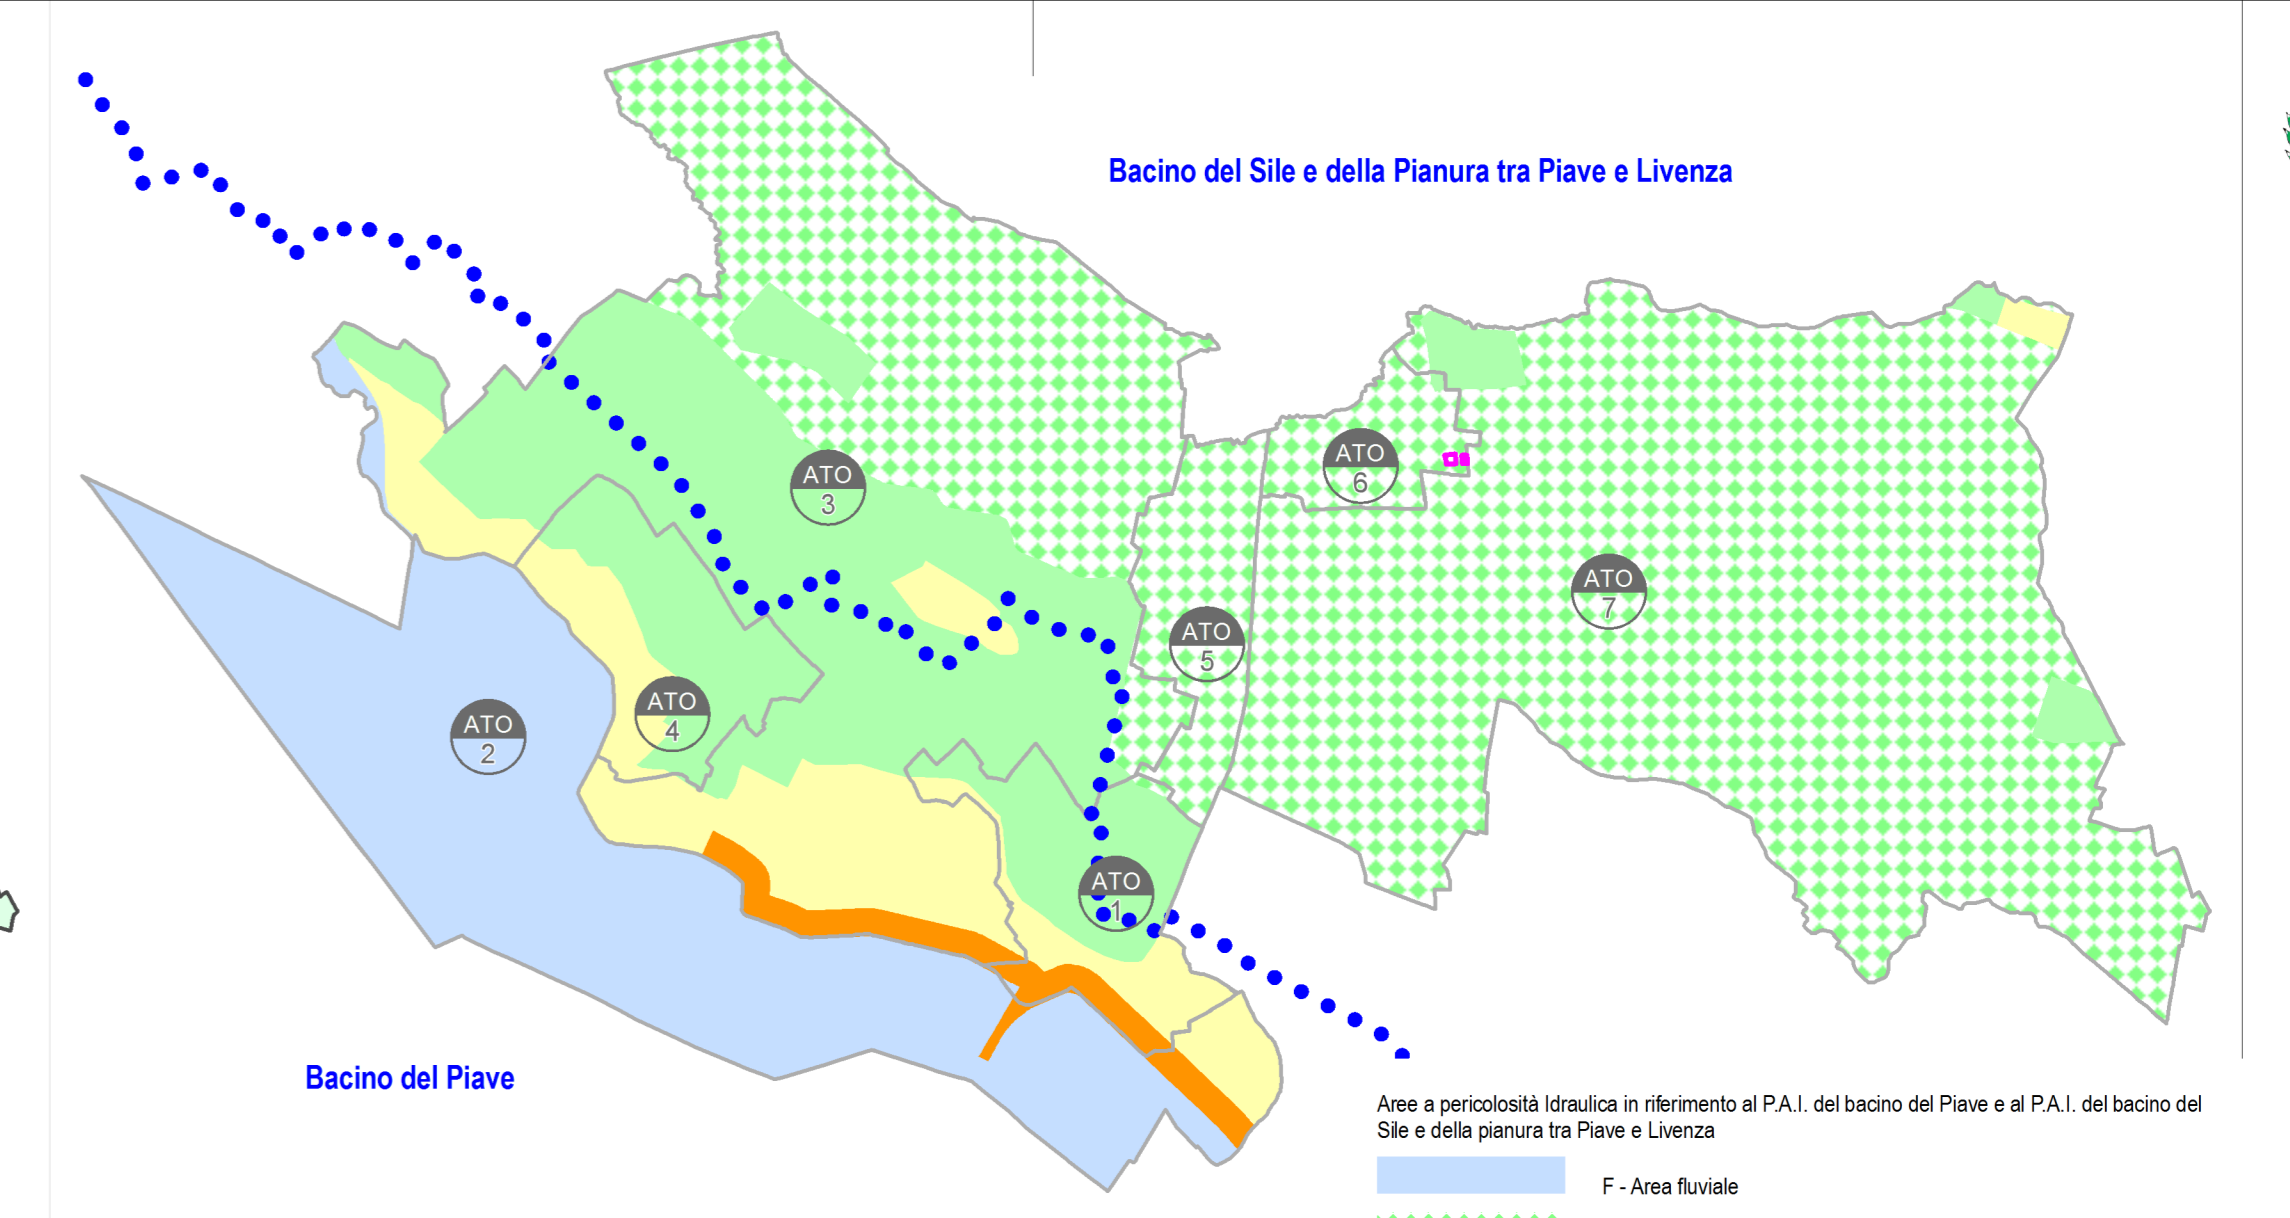 Bacino del Sile e della Pianura tra Piave e Livenza
ATO
3
ATO
6
ATO
7
ATO
5
ATO
4
ATO
2
ATO
1
Bacino del Piave
Aree a pericolosità Idraulica in riferimento al P.A.I. del bacino del Piave e al P.A.I. del bacino del
Sile e della pianura tra Piave e Livenza
F - Area fluviale